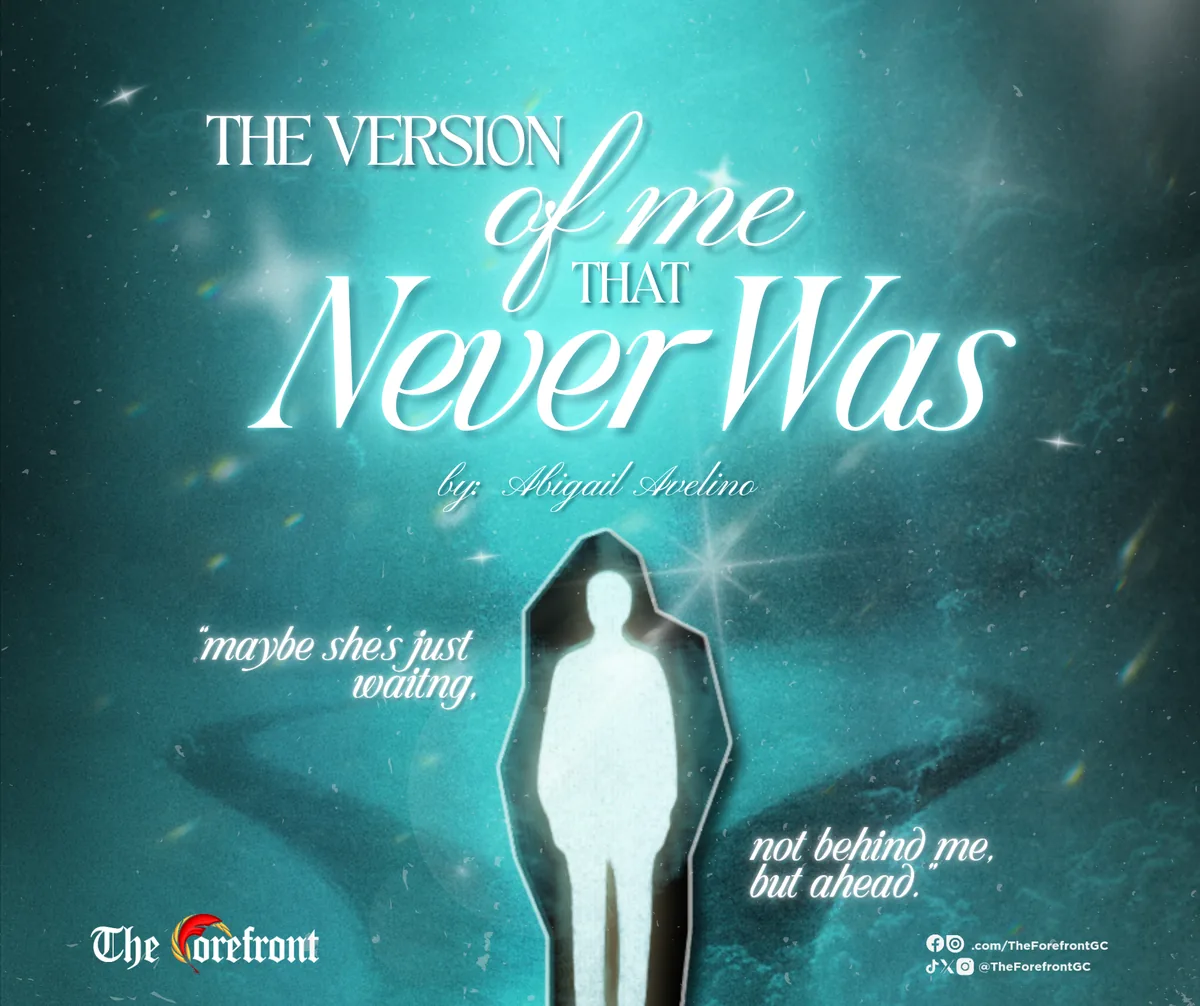 THE VERSION
of me
THAT
Never Was
by: Abigail Avelino
"maybe she's just
waitng,
not behind me,
but ahead."
The Forefront
.com/TheForefrontGC
@TheForefrontGC